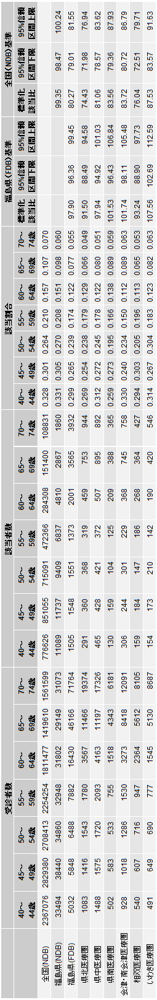 受診者数 該当者数 該当割合 福島県(FDB)基準 全国(NDB)基準
40～ 45～ 50～ 55～ 60～ 65～ 70～ 40～ 45～ 50～ 55～ 60～ 65～ 70～ 40～ 45～ 50～ 55～ 60～ 65～ 70～ 標準化 95%信頼 95%信頼 標準化 95%信頼 95%信頼
44歳 49歳 54歳 59歳 64歳 69歳 74歳 44歳 49歳 54歳 59歳 64歳 69歳 74歳 44歳 49歳 54歳 59歳 64歳 69歳 74歳 該当比 区間下限 区間上限 該当比 区間下限 区間上限
全国(NDB) 2367076 2829380 2708413 2254254 1811477 1419610 1561599 776626 851055 715091 472366 284308 151400 108831 0.328 0.301 0.264 0.210 0.157 0.107 0.070
福島県(NDB) 33494 38440 34860 32948 31802 29149 31073 11089 11737 9409 6837 4810 2867 1860 0.331 0.305 0.270 0.208 0.151 0.098 0.060 99.35 98.47 100.24
福島県(FDB) 5032 5848 6488 7882 16430 46166 71764 1505 1548 1551 1373 2001 3565 3932 0.299 0.265 0.239 0.174 0.122 0.077 0.055 97.90 96.36 99.45 80.27 79.01 81.55
県北医療圏 1083 1416 1543 1780 3567 11466 19374 291 360 368 319 459 753 944 0.269 0.254 0.238 0.179 0.129 0.066 0.049 91.50 88.49 94.58 74.43 71.98 76.94
県中医療圏 1488 1575 1720 2093 4163 11197 17326 465 428 421 372 507 895 892 0.312 0.272 0.245 0.178 0.122 0.080 0.051 97.94 94.92 101.03 81.06 78.57 83.62
県南医療圏 502 583 533 755 1518 4343 6181 130 159 104 125 209 388 365 0.259 0.273 0.195 0.166 0.138 0.089 0.059 101.53 96.43 106.84 83.56 79.36 87.93
会津・南会津医療圏 928 1018 1286 1530 3273 8418 12091 306 244 301 229 368 745 758 0.330 0.240 0.234 0.150 0.112 0.089 0.063 101.74 98.11 105.48 83.72 80.72 86.79
相双医療圏 540 607 716 947 2364 5612 8105 159 184 147 186 268 364 427 0.294 0.303 0.205 0.196 0.113 0.065 0.053 93.24 88.90 97.73 76.04 72.51 79.71
いわき医療圏 491 649 690 777 1545 5130 8687 154 173 210 142 190 420 546 0.314 0.267 0.304 0.183 0.123 0.082 0.063 107.56 102.69 112.59 87.53 83.57 91.63